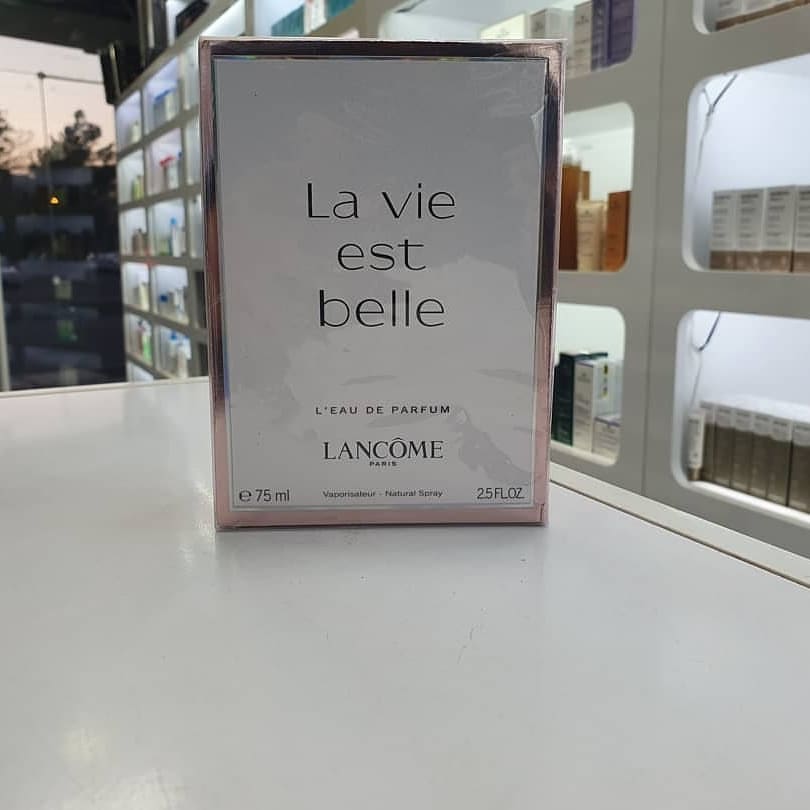 La vie
est
belle
L'EAU DE PARFUM
LANCÔME
PARIS
℮ 75 ml Vaporisateur - Natural Spray 2.5 FL.OZ.